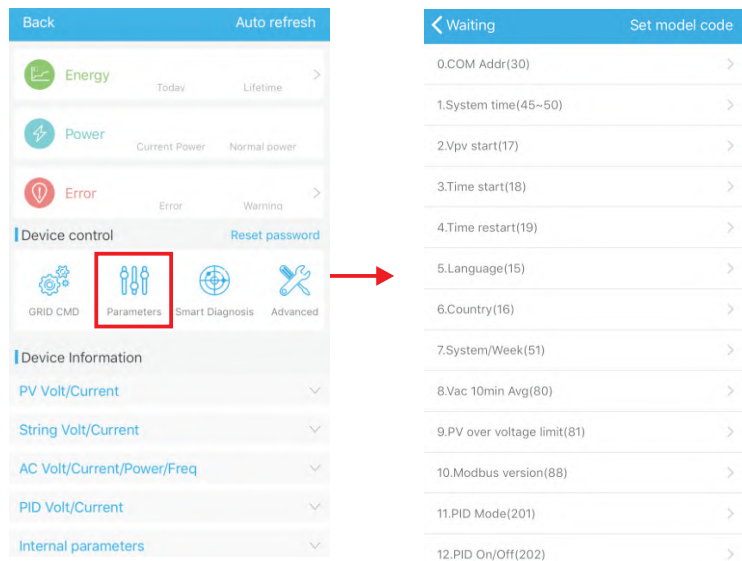 Back Auto refresh
Energy
Today Lifetime
Power
Current Power Normal power
Error
Error Warning
Device control Reset password
GRID CMD Parameters Smart Diagnosis Advanced
Device Information
PV Volt/Current
String Volt/Current
AC Volt/Current/Power/Freq
PID Volt/Current
Internal parameters
Waiting Set model code
0.COM Addr(30)
1.System time(45~50)
2.Vpv start(17)
3.Time start(18)
4.Time restart(19)
5.Language(15)
6.Country(16)
7.System/Week(51)
8.Vac 10min Avg(80)
9.PV over voltage limit(81)
10.Modbus version(88)
11.PID Mode(201)
12.PID On/Off(202)